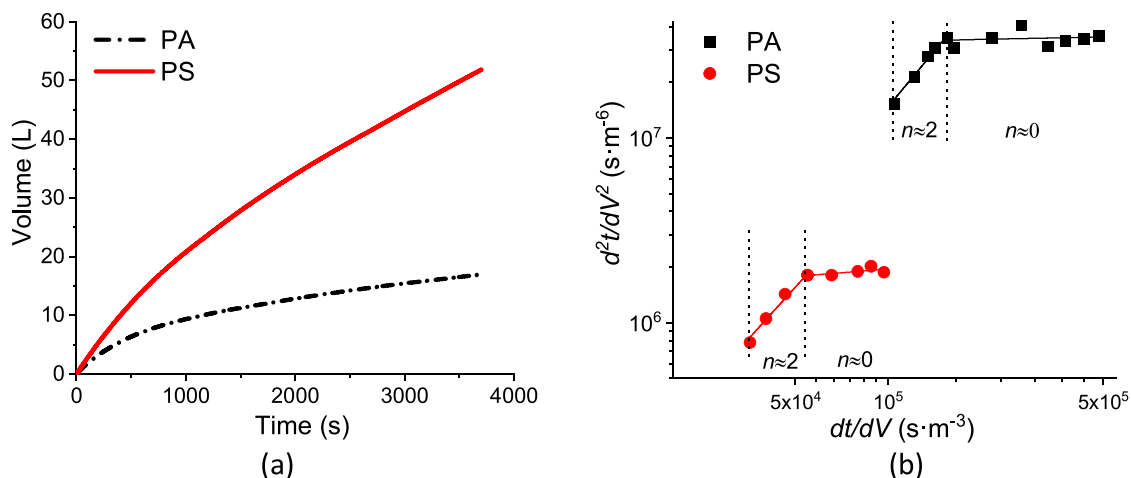 60
50
40
30
20
10
0
Volume (L)
PA
PS
0
1000
2000
3000
4000
Time (s)
(a)
PA
PS
10⁷
10⁶
d²t/dV² (s·m⁻⁶)
n≈2
n≈0
n≈2
n≈0
5x10⁴
10⁵
5x10⁵
dt/dV (s·m⁻³)
(b)